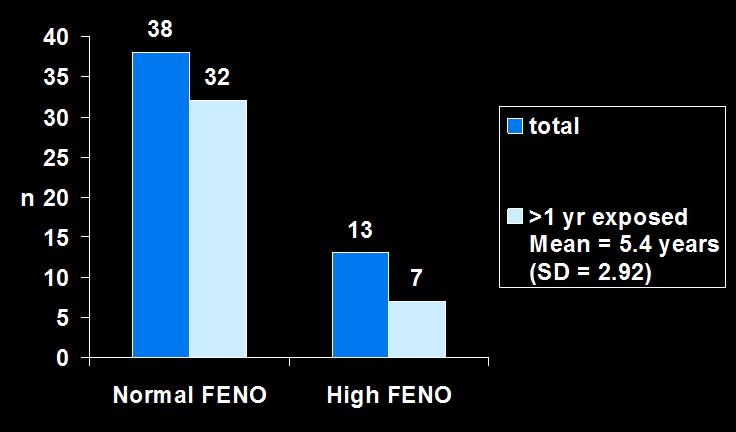 38
32
13
7
40
35
30
25
20
15
10
5
0
n
Normal FENO
High FENO
total
>1 yr exposed
Mean = 5.4 years
(SD = 2.92)